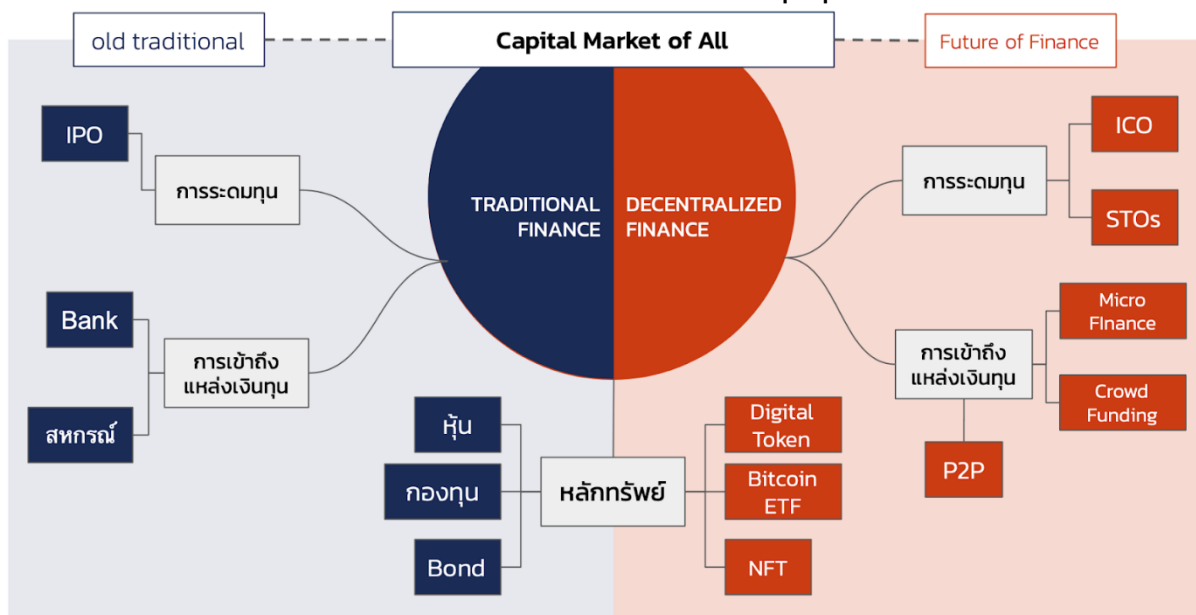 old traditional
Capital Market of All
Future of Finance
IPO
การระดมทุน
Bank
การเข้าถึง
แหล่งเงินทุน
สหกรณ์
TRADITIONAL
FINANCE
DECENTRALIZED
FINANCE
การระดมทุน
ICO
STOs
การเข้าถึง
แหล่งเงินทุน
Micro
FInance
Crowd
Funding
P2P
หุ้น
กองทุน
Bond
หลักทรัพย์
Digital
Token
Bitcoin
ETF
NFT